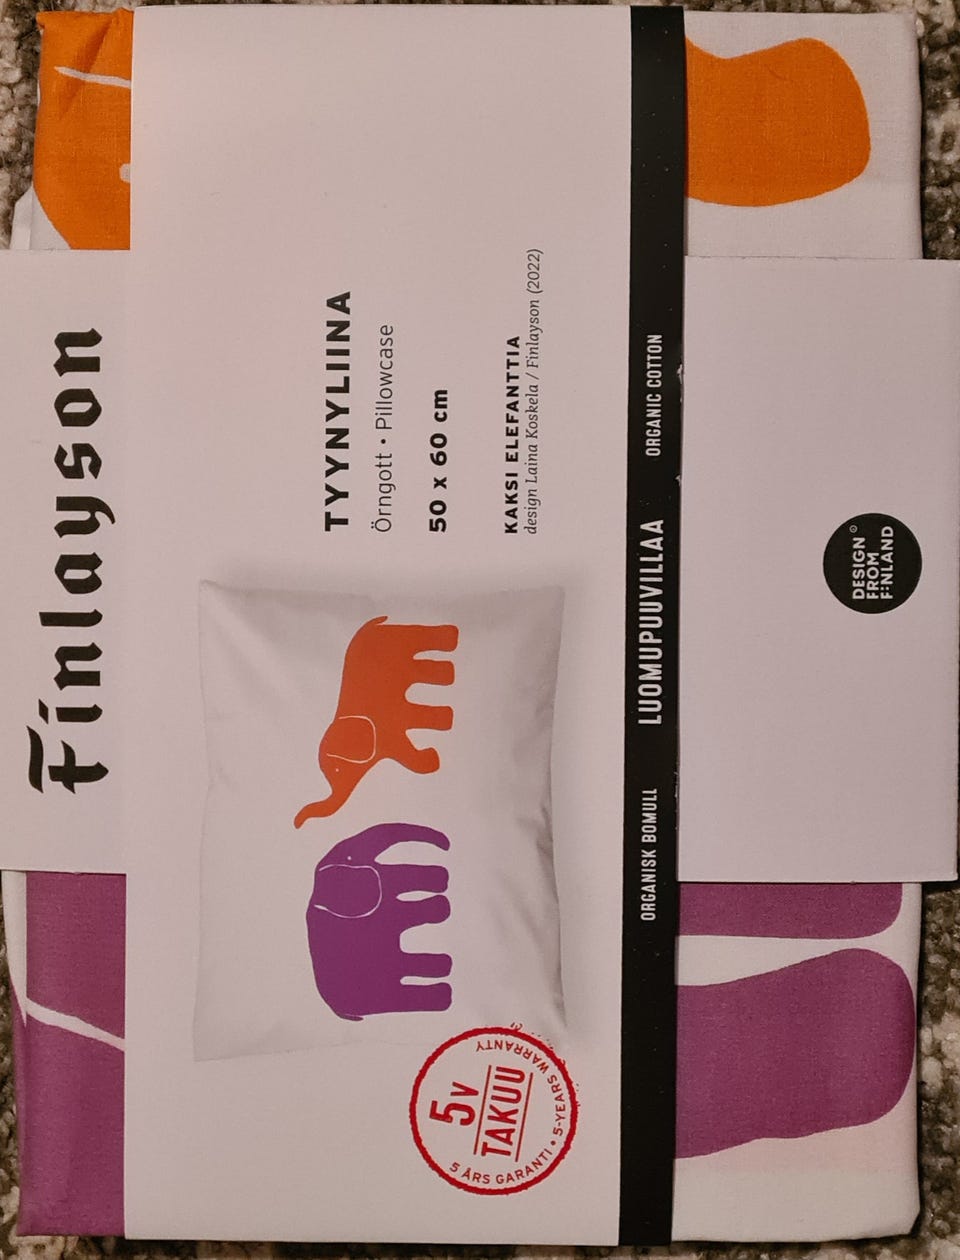 Finlayson
TYYNYLIINA
Örngott • Pillowcase
50 x 60 cm
KAKSI ELEFANTTIA
design Laina Koskela / Finlayson (2022)
5v
TAKUU
5 ÅRS GARANTI • 5-YEARS WARRANTY
ORGANISK BOMULL LUOMUPUUVILLAA ORGANIC COTTON
DESIGN
FROM
FINLAND